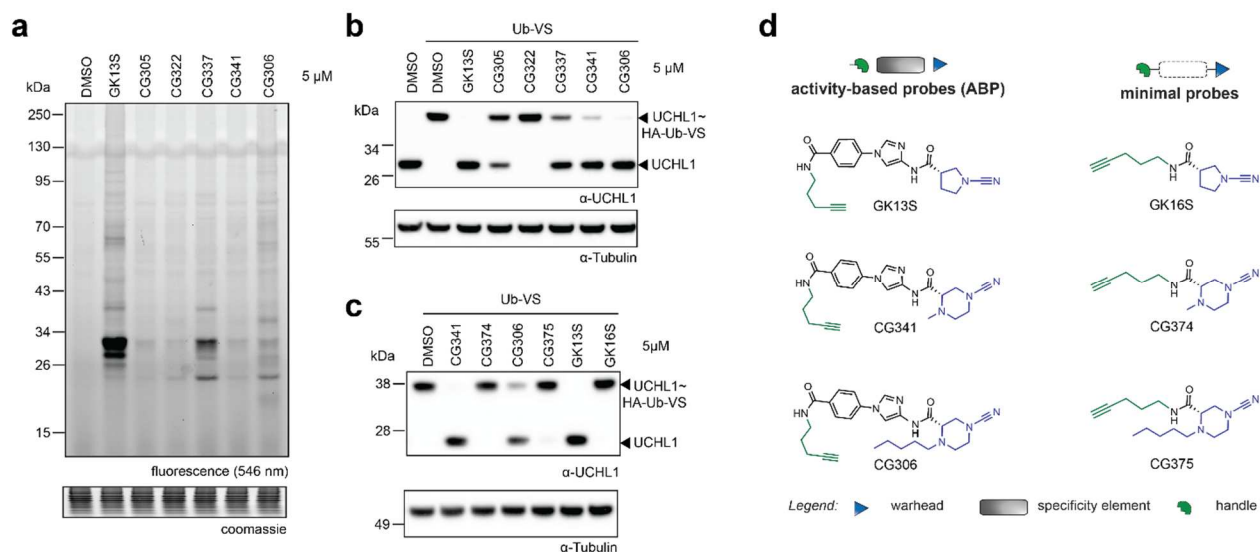 a
DMSO
GK13S
CG305
CG322
CG337
CG341
CG306
5 µM
kDa
250
130
95
70
55
43
34
26
15
fluorescence (546 nm)
coomassie
b
Ub-VS
DMSO
DMSO
GK13S
CG305
CG322
CG337
CG341
CG306
5 µM
kDa
34
26
UCHL1~
HA-Ub-VS
UCHL1
α-UCHL1
55
α-Tubulin
c
Ub-VS
DMSO
CG341
CG374
CG306
CG375
GK13S
GK16S
5µM
kDa
38
28
UCHL1~
HA-Ub-VS
UCHL1
α-UCHL1
49
α-Tubulin
d
activity-based probes (ABP)
minimal probes
O
HN
N
N
O
N
H
N
N
GK13S
O
N
H
N
N
GK16S
O
HN
N
N
O
N
H
N
N
N
CG341
O
N
H
N
N
N
CG374
O
HN
N
N
O
N
H
N
N
N
CG306
O
N
H
N
N
N
CG375
Legend:
warhead
specificity element
handle